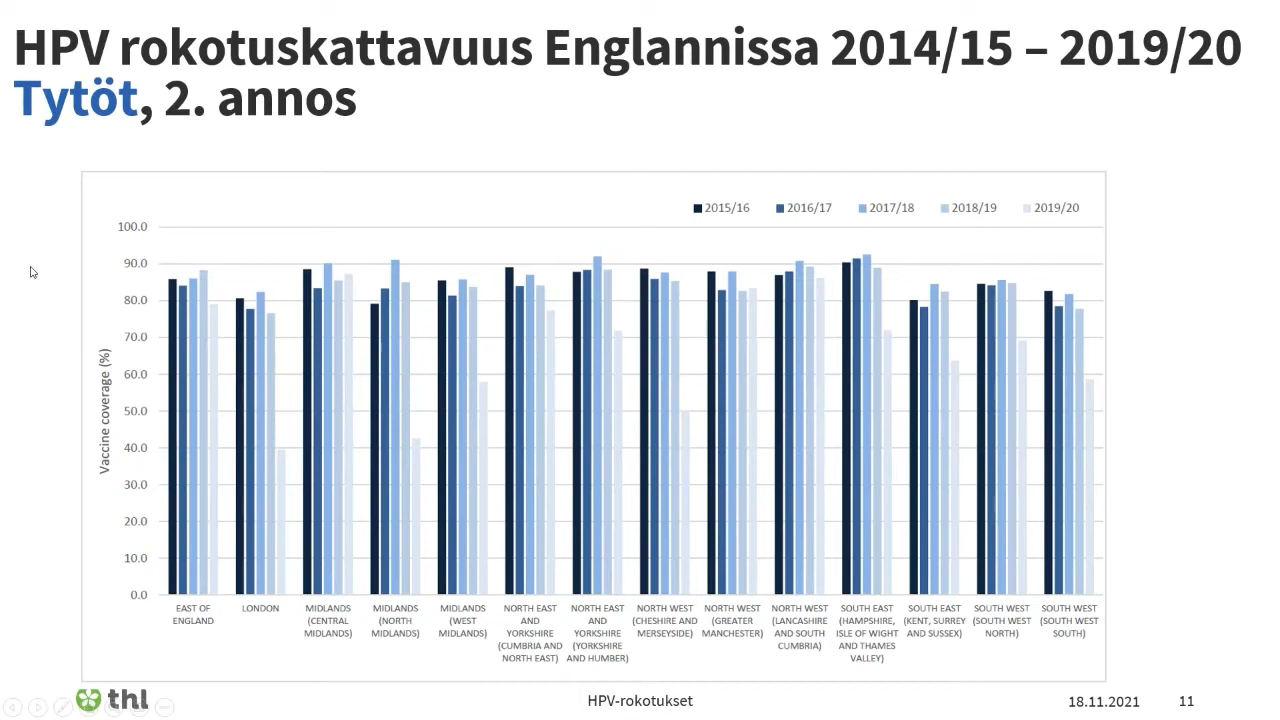 HPV rokotuskattavuus Englannissa 2014/15 – 2019/20
Tytöt, 2. annos
2015/16 2016/17 2017/18 2018/19 2019/20
100.0
90.0
80.0
70.0
60.0
50.0
40.0
30.0
20.0
10.0
0.0
Vaccine coverage (%)
EAST OF
ENGLAND
LONDON
MIDLANDS
(CENTRAL
MIDLANDS)
MIDLANDS
(NORTH
MIDLANDS)
MIDLANDS
(WEST
MIDLANDS)
NORTH EAST
AND
YORKSHIRE
(CUMBRIA AND
NORTH EAST)
NORTH EAST
AND
YORKSHIRE
(YORKSHIRE
AND HUMBER)
NORTH WEST
(CHESHIRE AND
MERSEYSIDE)
NORTH WEST
(GREATER
MANCHESTER)
NORTH WEST
(LANCASHIRE
AND SOUTH
CUMBRIA)
SOUTH EAST
(HAMPSHIRE,
ISLE OF WIGHT
AND THAMES
VALLEY)
SOUTH EAST
(KENT, SURREY
AND SUSSEX)
SOUTH WEST
(SOUTH WEST
NORTH)
SOUTH WEST
(SOUTH WEST
SOUTH)
thl
HPV-rokotukset
18.11.2021
11